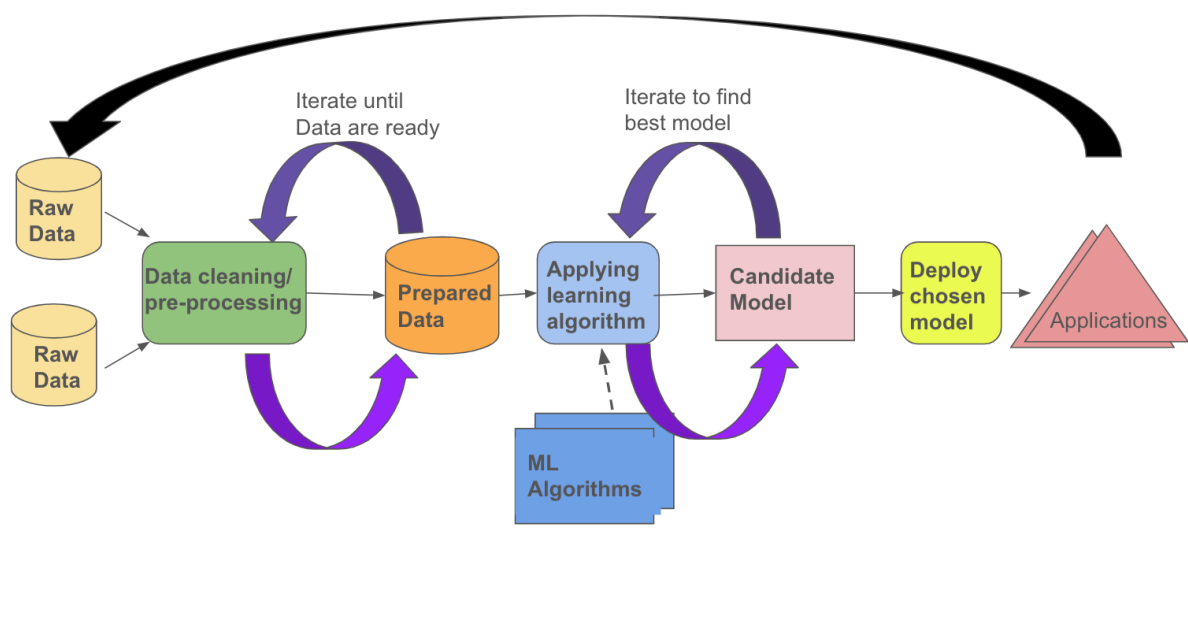 Iterate until
Data are ready
Iterate to find
best model
Raw
Data
Raw
Data
Data cleaning/
pre-processing
Prepared
Data
Applying
learning
algorithm
Candidate
Model
Deploy
chosen
model
Applications
ML
Algorithms